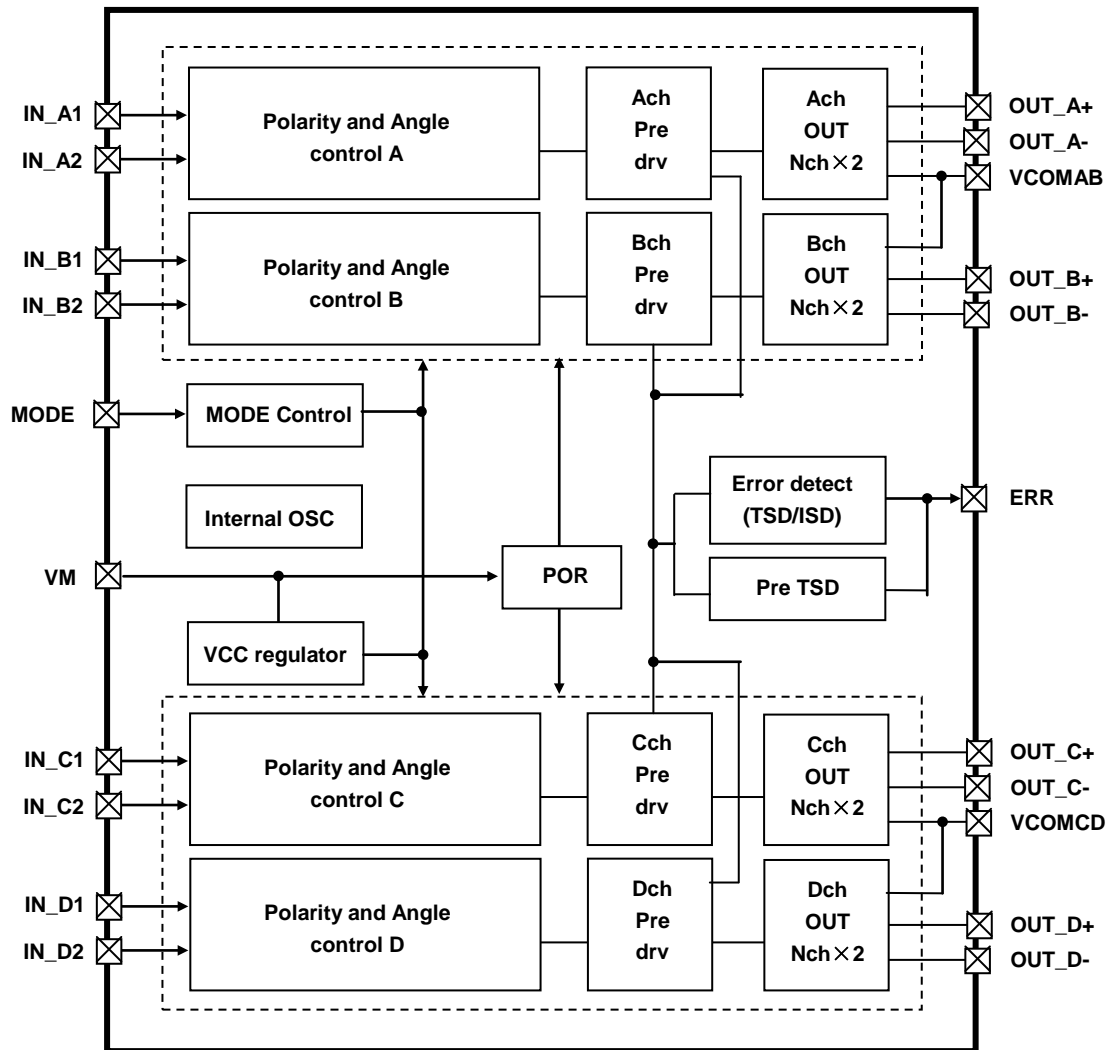 IN_A1
IN_A2
Polarity and Angle
control A
Ach
Pre
drv
Ach
OUT
Nch×2
OUT_A+
OUT_A-
VCOMAB
IN_B1
IN_B2
Polarity and Angle
control B
Bch
Pre
drv
Bch
OUT
Nch×2
OUT_B+
OUT_B-
MODE
MODE Control
Internal OSC
VM
VCC regulator
POR
Error detect
(TSD/ISD)
Pre TSD
ERR
IN_C1
IN_C2
Polarity and Angle
control C
Cch
Pre
drv
Cch
OUT
Nch×2
OUT_C+
OUT_C-
VCOMCD
IN_D1
IN_D2
Polarity and Angle
control D
Dch
Pre
drv
Dch
OUT
Nch×2
OUT_D+
OUT_D-